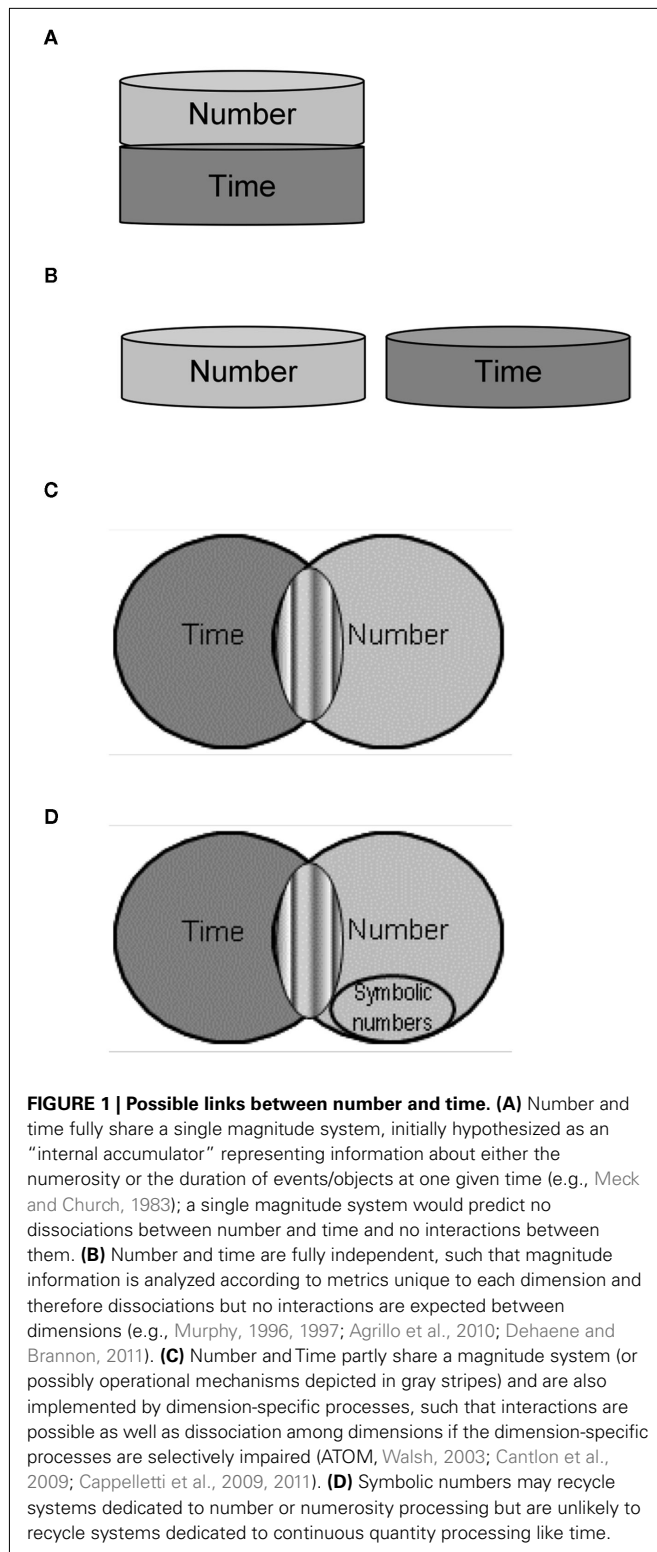 A
Number
Time
B
Number
Time
C
Time
Number
D
Time
Number
Symbolic
numbers
FIGURE 1 | Possible links between number and time. (A) Number and
time fully share a single magnitude system, initially hypothesized as an
“internal accumulator” representing information about either the
numerosity or the duration of events/objects at one given time (e.g., Meck
and Church, 1983); a single magnitude system would predict no
dissociations between number and time and no interactions between
them. (B) Number and time are fully independent, such that magnitude
information is analyzed according to metrics unique to each dimension and
therefore dissociations but no interactions are expected between
dimensions (e.g., Murphy, 1996, 1997; Agrillo et al., 2010; Dehaene and
Brannon, 2011). (C) Number and Time partly share a magnitude system (or
possibly operational mechanisms depicted in gray stripes) and are also
implemented by dimension-specific processes, such that interactions are
possible as well as dissociation among dimensions if the dimension-specific
processes are selectively impaired (ATOM, Walsh, 2003; Cantlon et al.,
2009; Cappelletti et al., 2009, 2011). (D) Symbolic numbers may recycle
systems dedicated to number or numerosity processing but are unlikely to
recycle systems dedicated to continuous quantity processing like time.